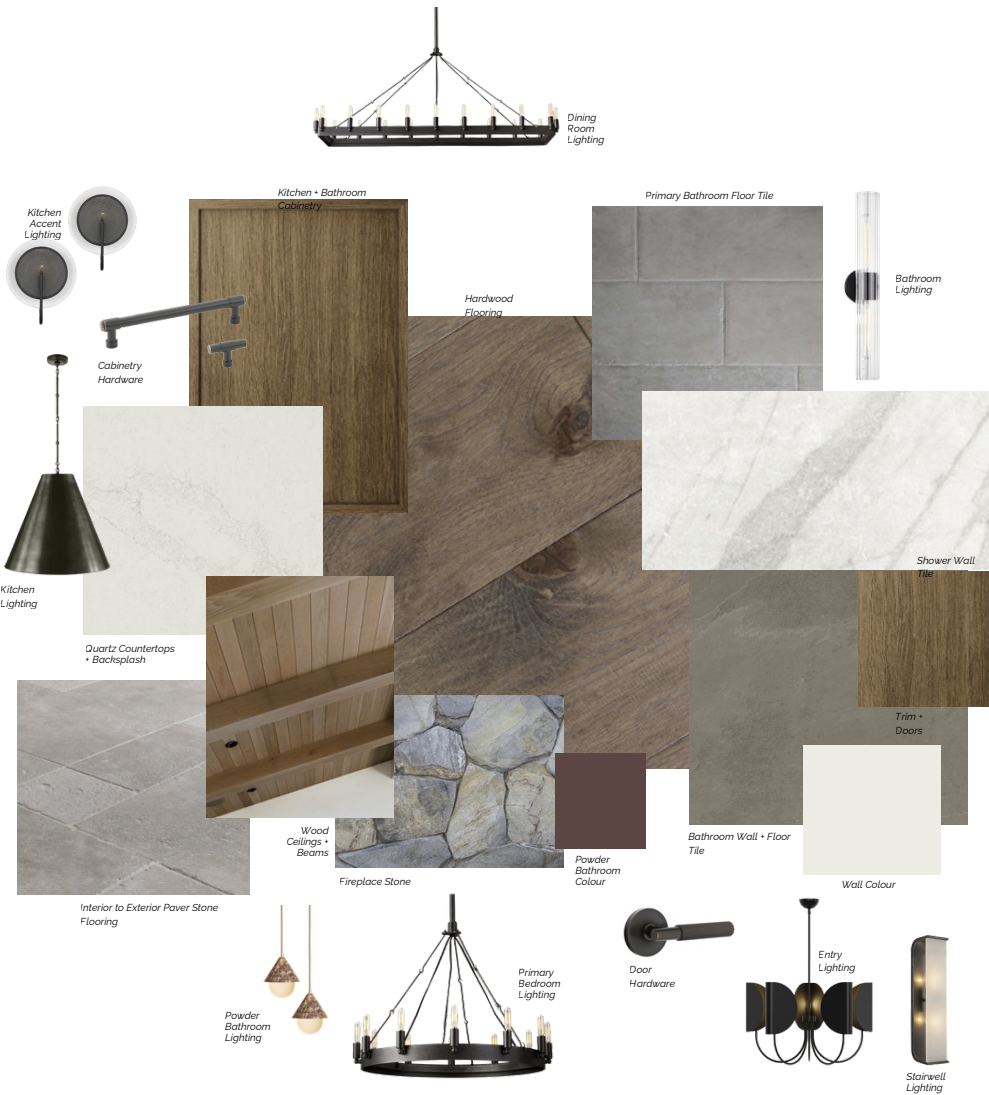 Dining
Room
Lighting
Kitchen + Bathroom
Cabinetry
Primary Bathroom Floor Tile
Kitchen
Accent
Lighting
Bathroom
Lighting
Hardwood
Flooring
Cabinetry
Hardware
Shower Wall
Tile
Kitchen
Lighting
Quartz Countertops
+ Backsplash
Trim +
Doors
Wood
Ceilings +
Beams
Bathroom Wall + Floor
Tile
Powder
Bathroom
Colour
Fireplace Stone
Wall Colour
Interior to Exterior Paver Stone
Flooring
Entry
Lighting
Door
Hardware
Primary
Bedroom
Lighting
Powder
Bathroom
Lighting
Stairwell
Lighting